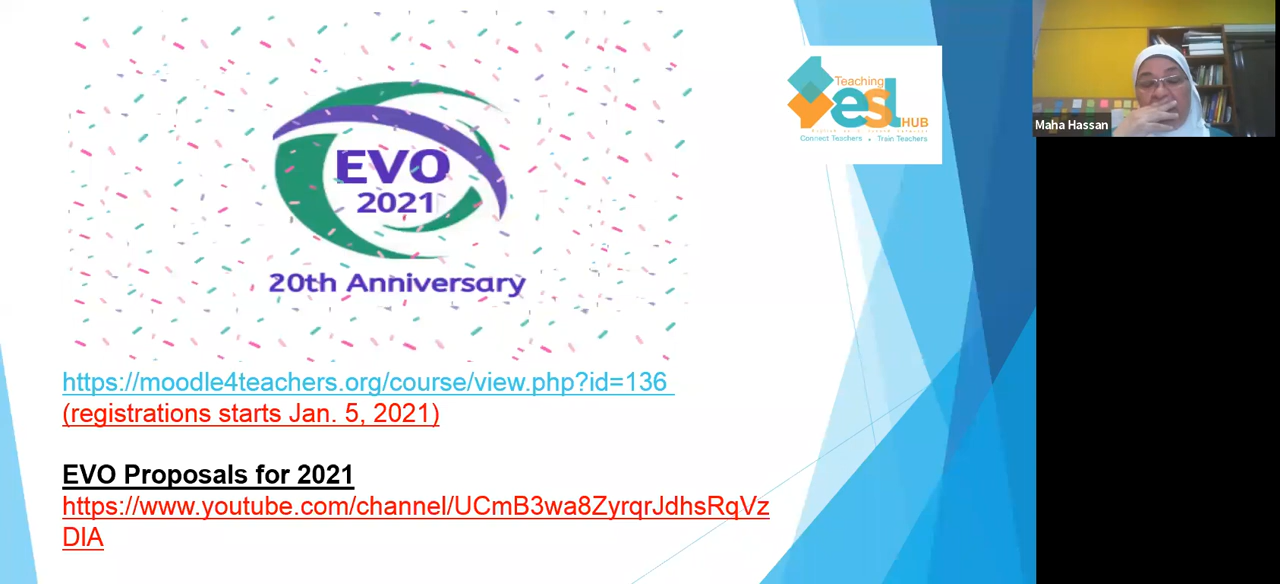 EVO
2021
20th Anniversary
Teaching
esl
HUB
Connect Teachers . Train Teachers
Maha Hassan
https://moodle4teachers.org/course/view.php?id=136
(registrations starts Jan. 5, 2021)
EVO Proposals for 2021
https://www.youtube.com/channel/UCmB3wa8ZyrqrJdhsRqVz
DlA